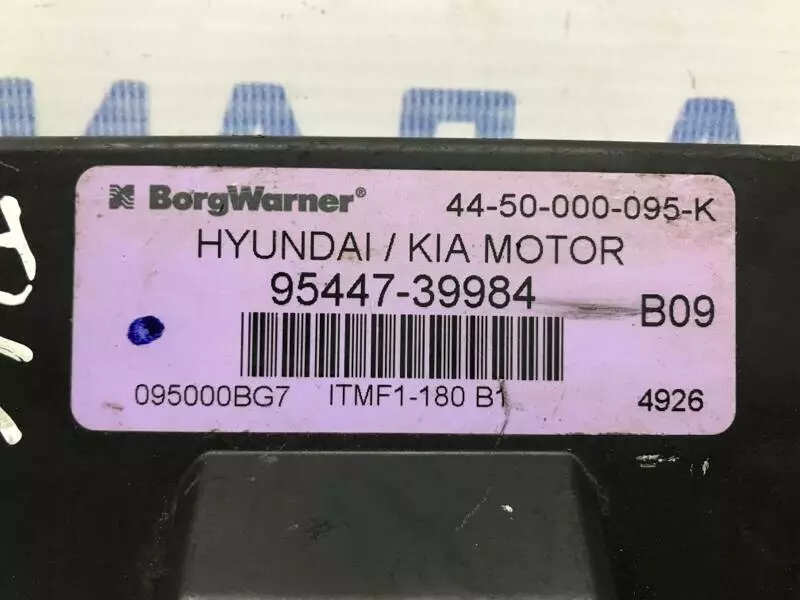 BorgWarner® 44-50-000-095-K
HYUNDAI / KIA MOTOR
95447-39984 B09
095000BG7 ITMF1-180 B1 4926